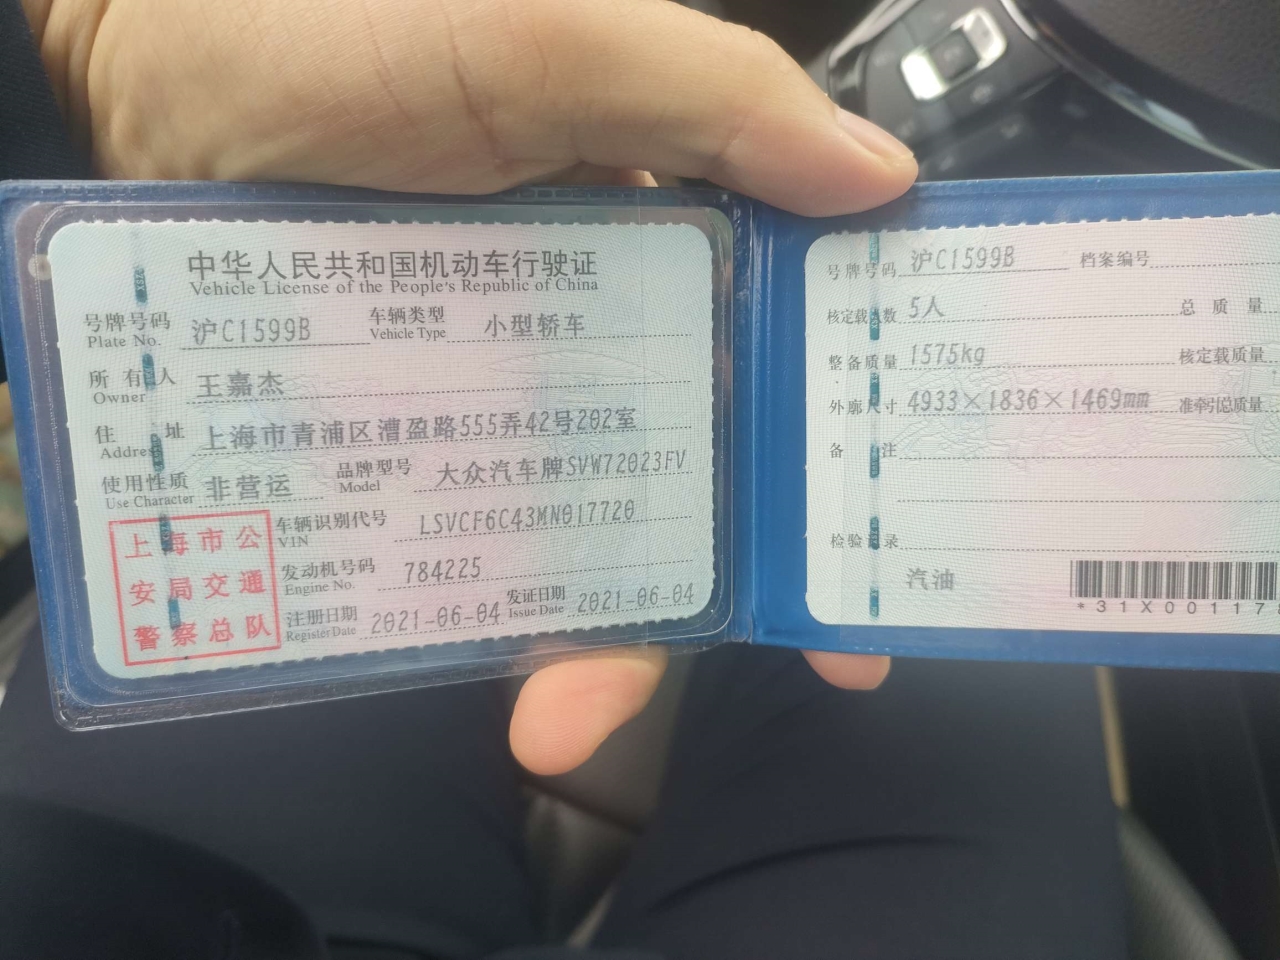 中华人民共和国机动车行驶证
Vehicle License of the People's Republic of China
号牌号码 沪C1599B 车辆类型 小型轿车
Plate No. Vehicle Type
所有人 王嘉杰
Owner
住址 上海市青浦区漕盈路555弄42号202室
Address
使用性质 非营运 品牌型号 大众汽车牌SVW72023FV
Use Character Model
车辆识别代号 LSVCF6C43MN017720
VIN
发动机号码 784225
Engine No.
注册日期 2021-06-04 发证日期 2021-06-04
Register Date Issue Date
上海市公
安局交通
警察总队
号牌号码 沪C1599B 档案编号
核定载人数 5人 总质量
整备质量 1575kg 核定载质量
外廓尺寸 4933×1836×1469mm 准牵引总质量
备注
检验记录
汽油
*31X00117